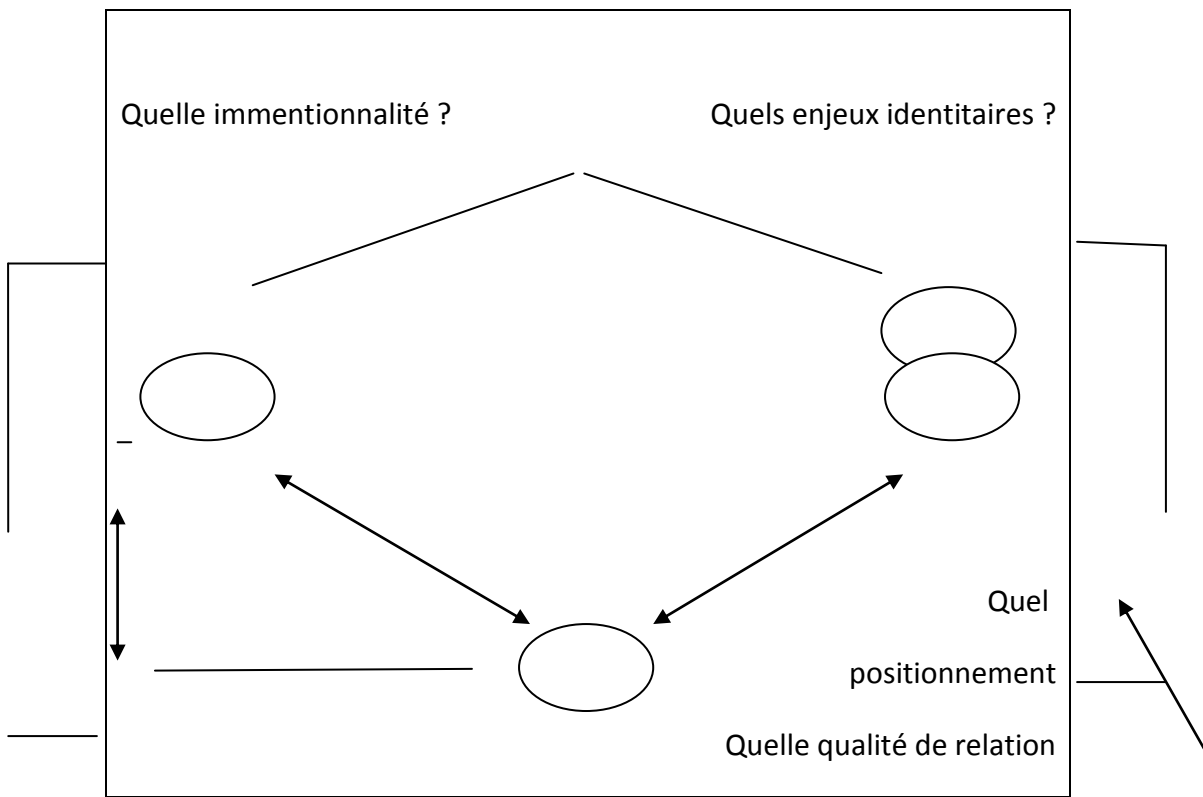 Quelle immentionnalité ?
Quels enjeux identitaires ?
Quel
positionnement
Quelle qualité de relation